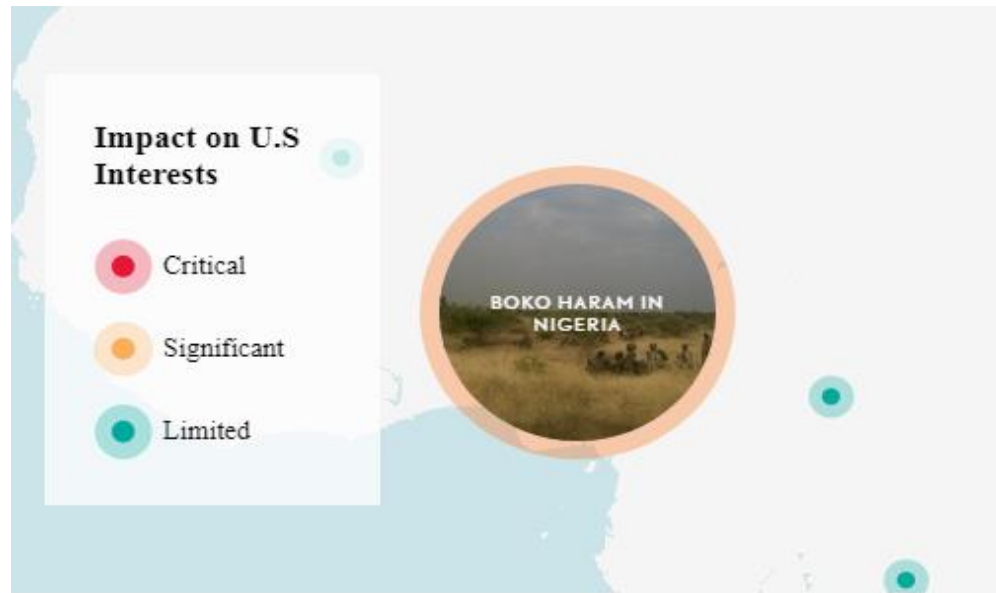 Impact on U.S
Interests
Critical
Significant
Limited
BOKO HARAM IN
NIGERIA